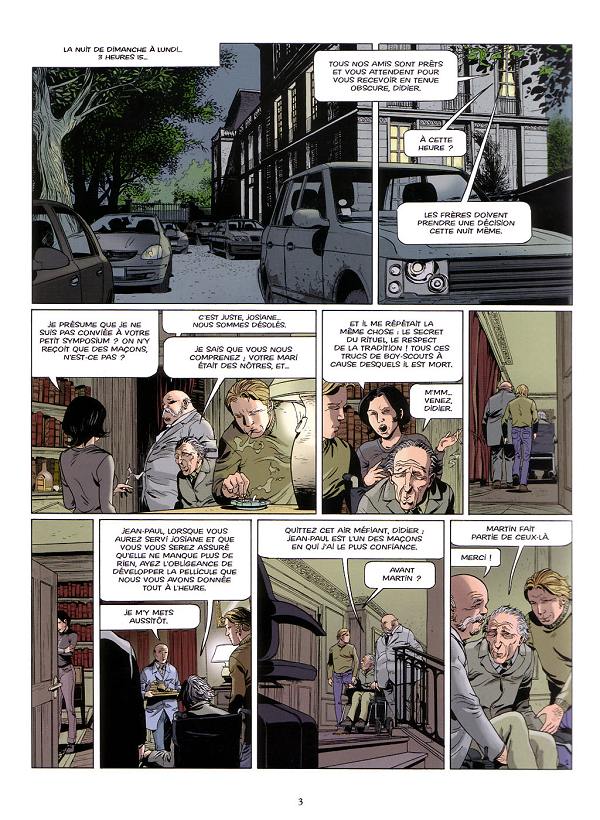 LA NUIT DE DIMANCHE À LUNDI...
3 HEURES 15...
TOUS NOS AMIS SONT PRÊTS
ET VOUS ATTENDENT POUR
VOUS RECEVOIR EN TENUE
OBSCURE, DIDIER.
À CETTE
HEURE ?
LES FRÈRES DOIVENT
PRENDRE UNE DÉCISION
CETTE NUIT MÊME.
JE PRÉSUME QUE JE NE
SUIS PAS CONVIÉE À VOTRE
PETIT SYMPOSIUM ? ON N'Y
REÇOIT QUE DES MAÇONS,
N'EST-CE PAS ?
C'EST JUSTE, JOSIANE...
NOUS SOMMES DÉSOLÉS.
JE SAIS QUE VOUS NOUS
COMPRENEZ ; VOTRE MARI
ÉTAIT DES NÔTRES, ET...
ET IL ME RÉPÉTAIT LA
MÊME CHOSE : LE SECRET
DU RITUEL, LE RESPECT
DE LA TRADITION ! TOUS CES
TRUCS DE BOY-SCOUTS À
CAUSE DESQUELS IL EST MORT.
M'MM...
VENEZ,
DIDIER.
JEAN-PAUL, LORSQUE VOUS
AUREZ SERVI JOSIANE ET
QUE VOUS VOUS SEREZ ASSURÉ
QU'ELLE NE MANQUE PLUS DE
RIEN, AYEZ L'OBLIGEANCE DE
DÉVELOPPER LA PELLICULE QUE
NOUS VOUS AVONS DONNÉE
TOUT À L'HEURE.
JE M'Y METS
AUSSITÔT.
QUITTEZ CET AIR MÉFIANT, DIDIER ;
JEAN-PAUL EST L'UN DES MAÇONS
EN QUI J'AI LE PLUS CONFIANCE.
AVANT
MARTIN ?
MARTIN FAIT
PARTIE DE CEUX-LÀ.
MERCI !
3